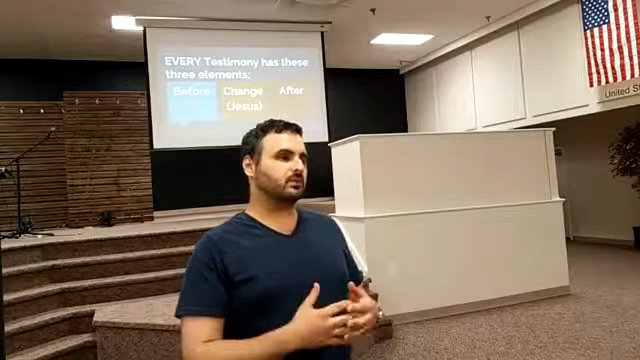 EVERY Testimony has these
three elements:
Before Change After
(Jesus)
United St